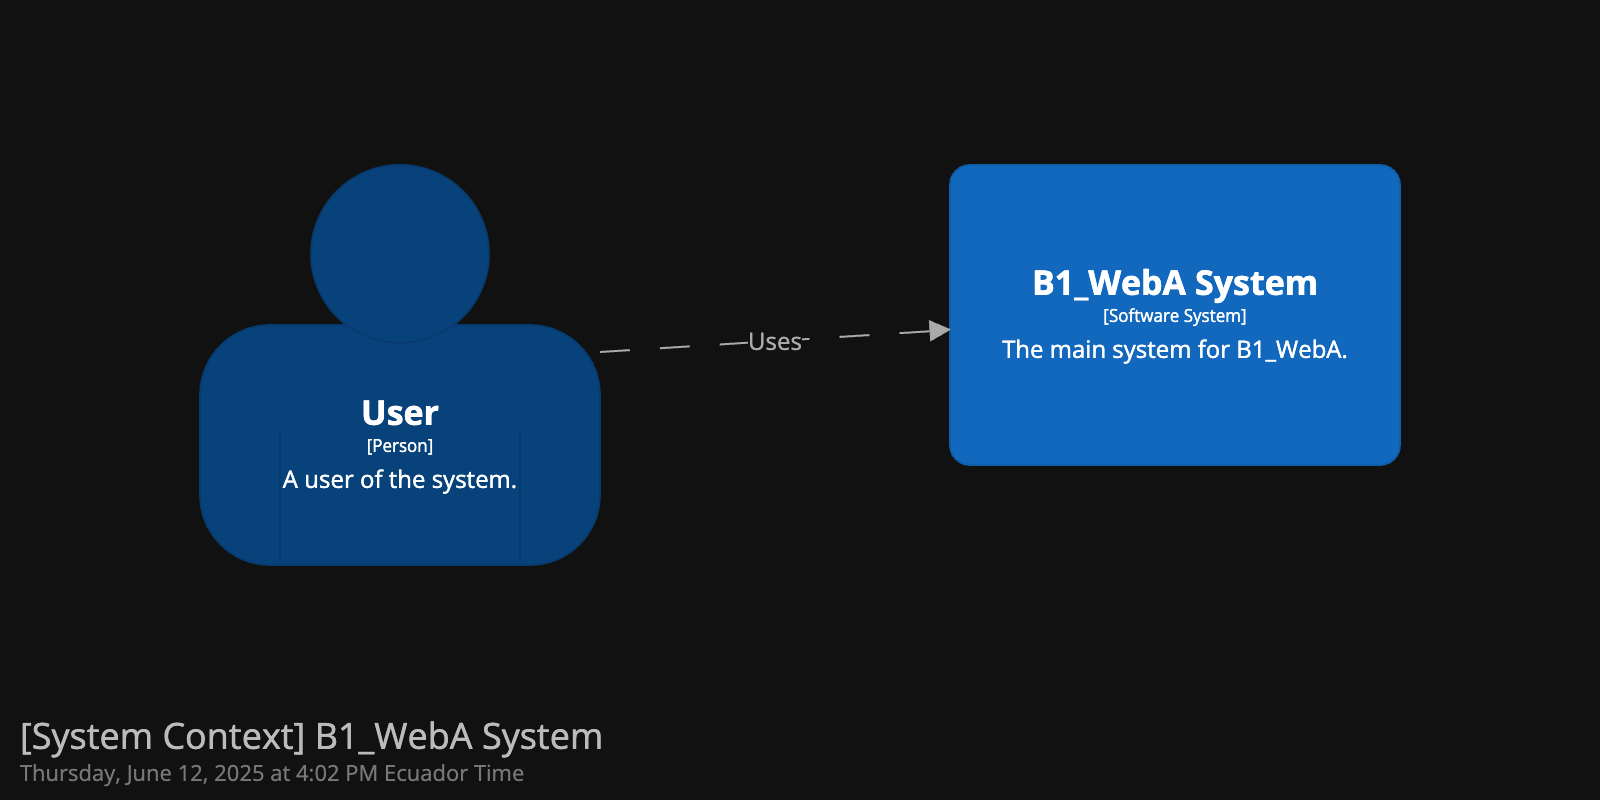 User
[Person]
A user of the system.
Uses
B1_WebA System
[Software System]
The main system for B1_WebA.
[System Context] B1_WebA System
Thursday, June 12, 2025 at 4:02 PM Ecuador Time